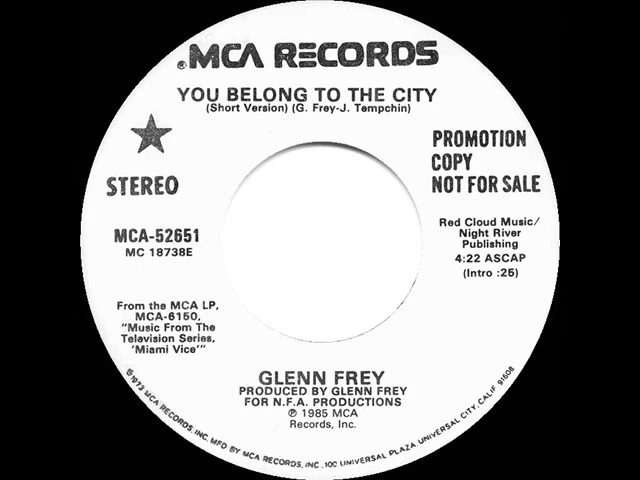 MCA RECORDS
YOU BELONG TO THE CITY
(Short Version) (G. Frey-J. Tempchin)
STEREO
MCA-52651
MC 18738E
PROMOTION
COPY
NOT FOR SALE
Red Cloud Music/
Night River
Publishing
4:22 ASCAP
(Intro :25)
From the MCA LP,
MCA-6150,
"Music From The
Television Series,
'Miami Vice'"
GLENN FREY
PRODUCED BY GLENN FREY
FOR N.F.A. PRODUCTIONS
℗ 1985 MCA
Records, Inc.
©1973 MCA RECORDS, INC. MFD BY MCA RECORDS, INC., 100 UNIVERSAL PLAZA, UNIVERSAL CITY, CALIF. 91608